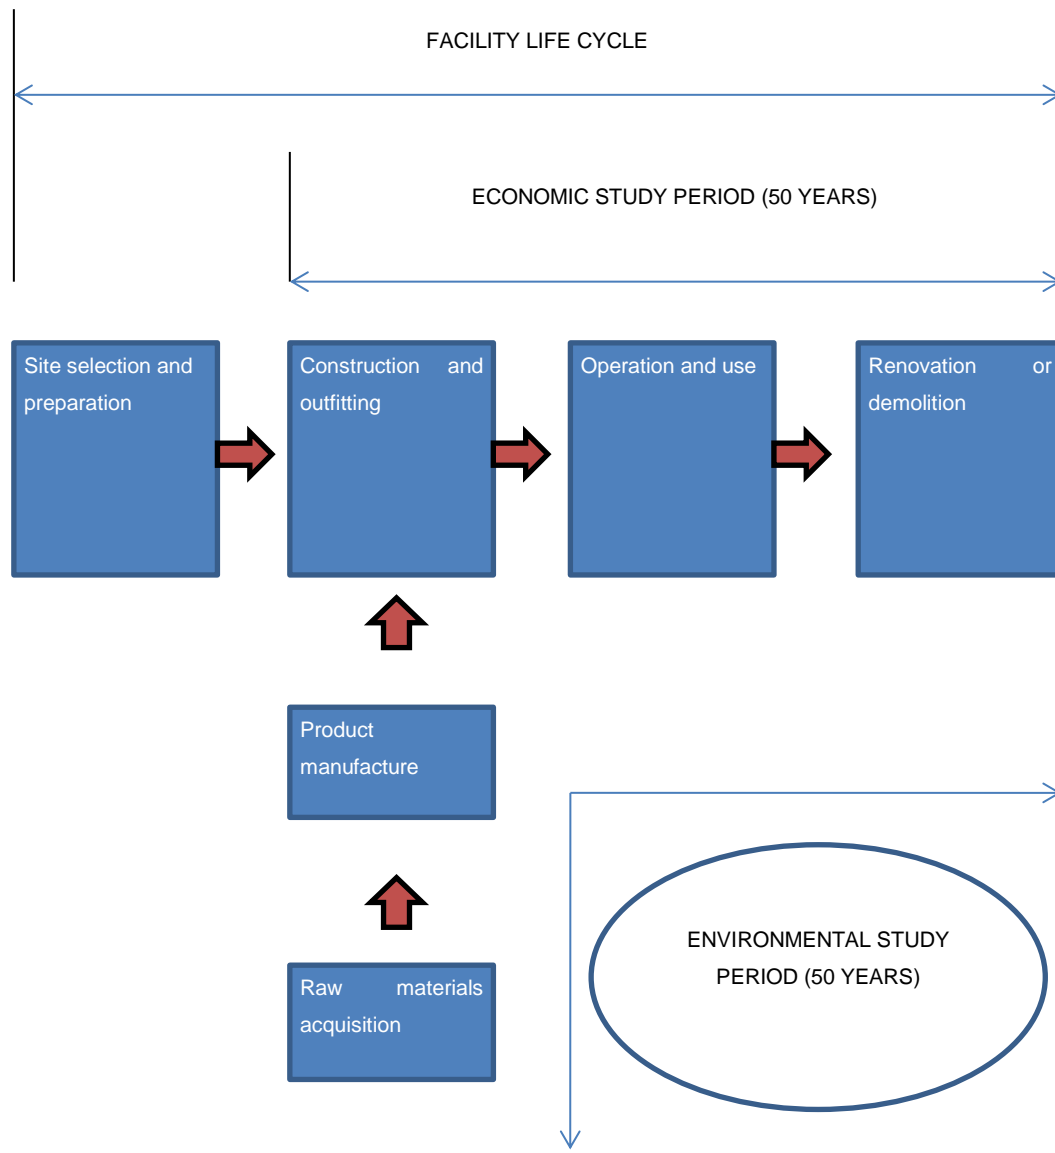 FACILITY LIFE CYCLE
ECONOMIC STUDY PERIOD (50 YEARS)
Site selection and
preparation
Construction and
outfitting
Operation and use
Renovation or
demolition
Product
manufacture
ENVIRONMENTAL STUDY
PERIOD (50 YEARS)
Raw materials
acquisition